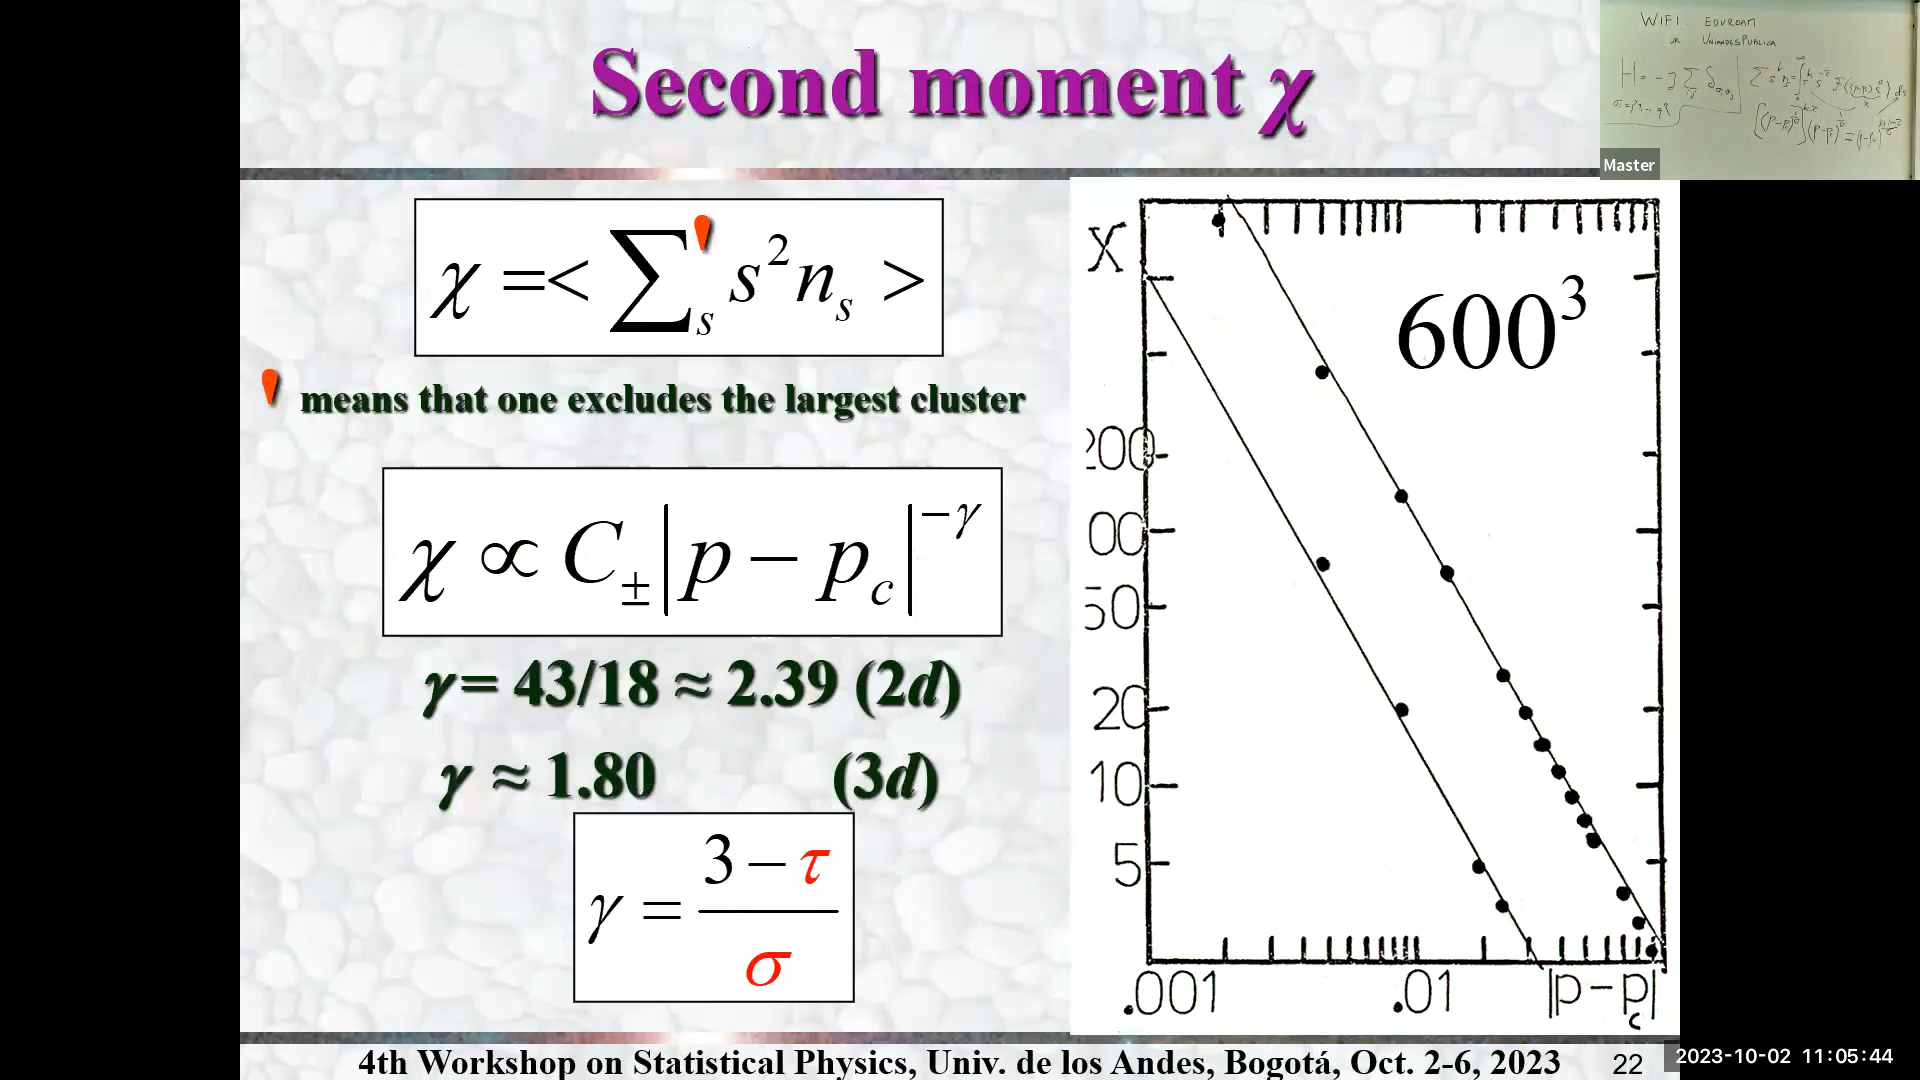 Second moment χ
WIFI EDUROAM
OR UNIANDESPUBLICA
Master
χ =< ∑'ₛ s² nₛ >
' means that one excludes the largest cluster
χ ∝ C± |p − p_c|^−γ
γ = 43/18 ≈ 2.39 (2d)
γ ≈ 1.80 (3d)
γ = (3 − τ) / σ
χ
600³
200
00
50
20
10
5
.001 .01 |p-p_c|
4th Workshop on Statistical Physics, Univ. de los Andes, Bogotá, Oct. 2-6, 2023 22
2023-10-02 11:05:44